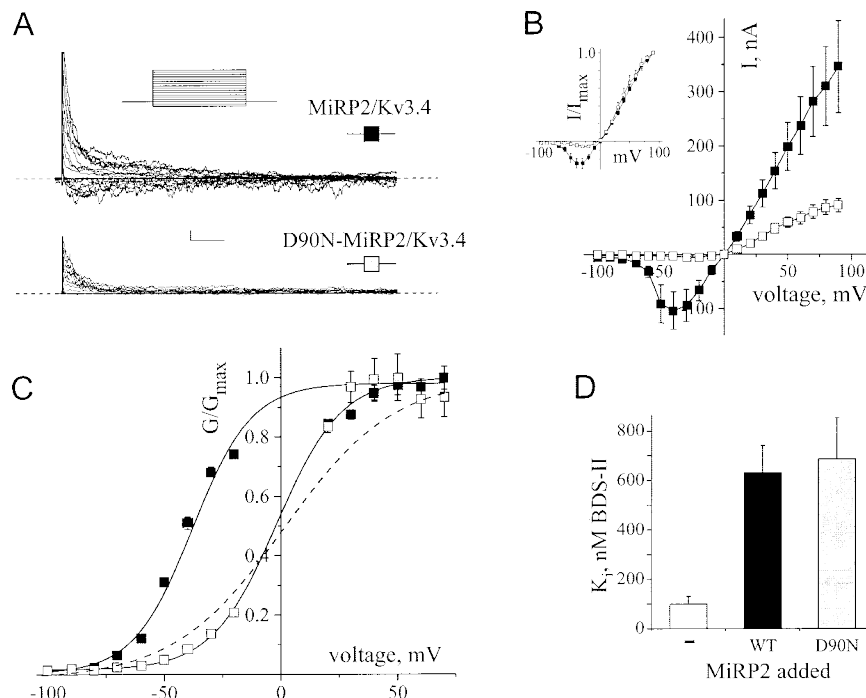 A
MiRP2/Kv3.4
D90N-MiRP2/Kv3.4
B
I, nA
400
300
200
100
-100
-50
50
100
voltage, mV
100
1.0
I/Imax
-100
mV
100
C
G/Gmax
1.0
0.8
0.6
0.4
0.2
voltage, mV
-100
-50
0
50
D
Ki, nM BDS-II
800
600
400
200
0
-
WT
D90N
MiRP2 added